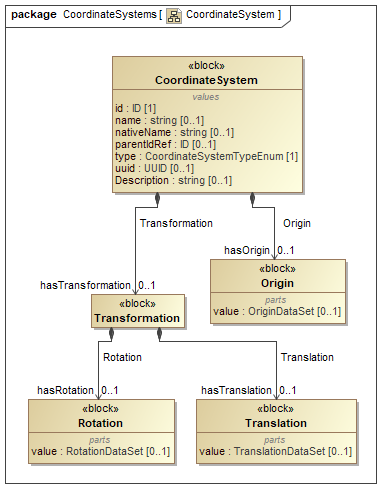 package CoordinateSystems [ CoordinateSystem ]
«block»
CoordinateSystem
values
id : ID [1]
name : string [0..1]
nativeName : string [0..1]
parentIdRef : ID [0..1]
type : CoordinateSystemTypeEnum [1]
uuid : UUID [0..1]
Description : string [0..1]
Transformation
Origin
hasOrigin 0..1
«block»
Origin
parts
value : OriginDataSet [0..1]
hasTransformation 0..1
«block»
Transformation
Rotation
Translation
hasRotation 0..1
hasTranslation 0..1
«block»
Rotation
parts
value : RotationDataSet [0..1]
«block»
Translation
parts
value : TranslationDataSet [0..1]